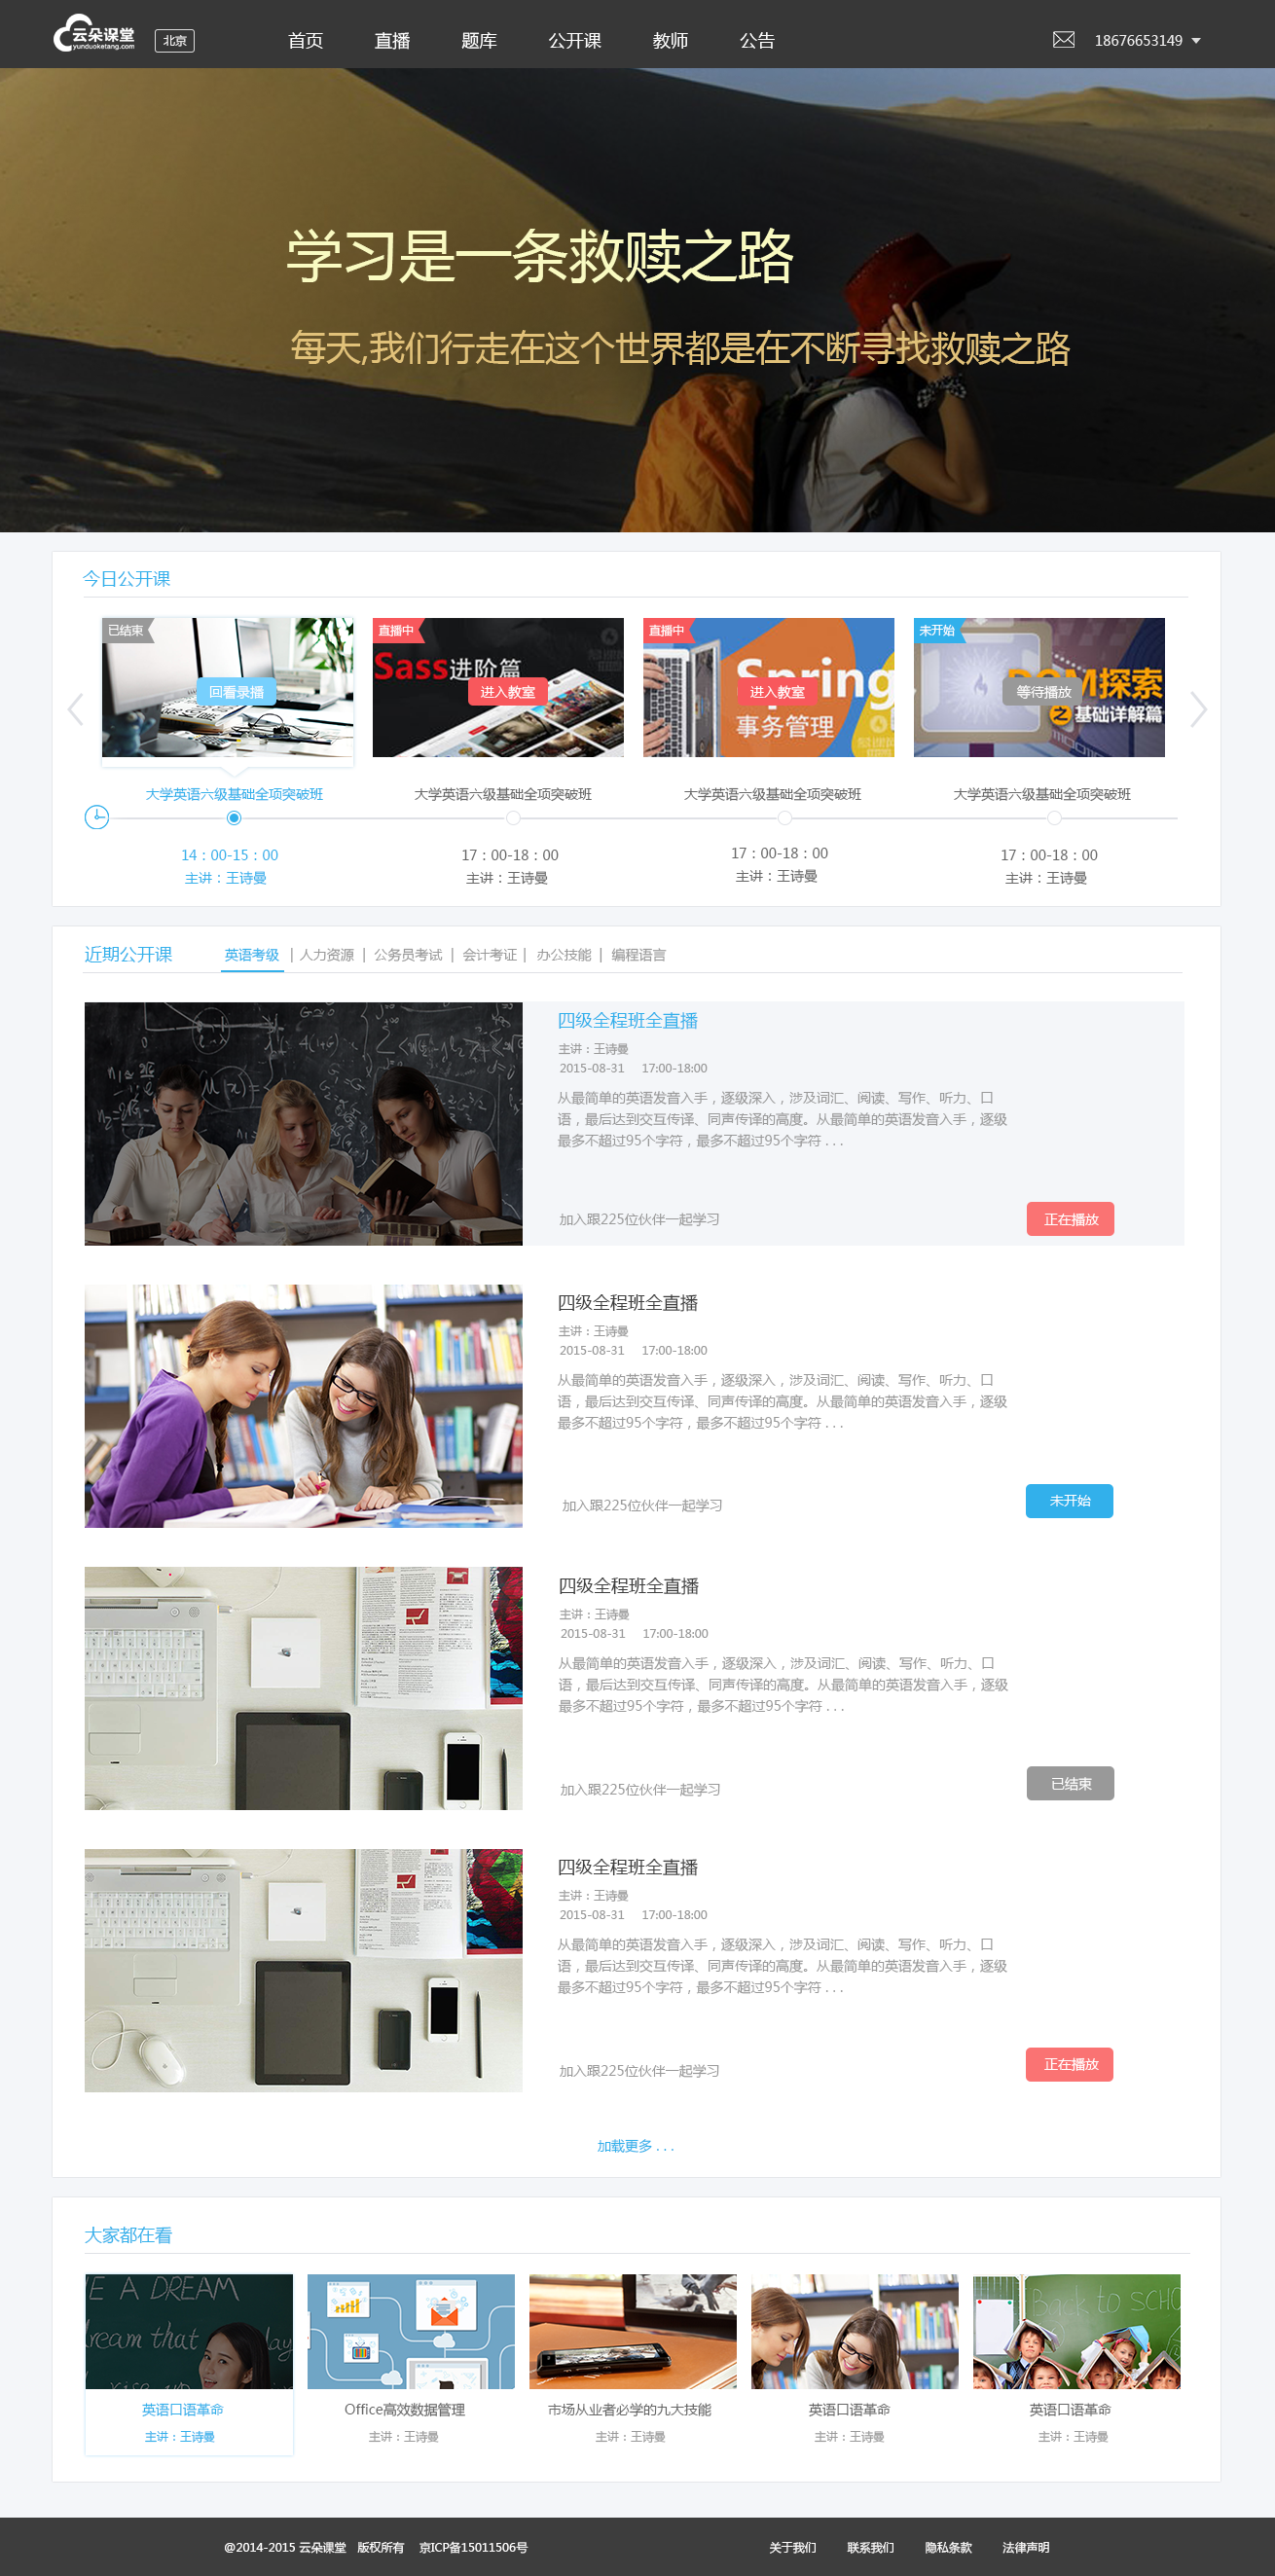 云朵课堂
yunduoketang.com
北京
首页 直播 题库 公开课 教师 公告
18676653149
学习是一条救赎之路
每天,我们行走在这个世界都是在不断寻找救赎之路
今日公开课
已结束
回看录播
直播中
Sass进阶篇
进入教室
直播中
Spring
进入教室
事务管理
未开始
DOM探索
等待播放
之基础详解篇
大学英语六级基础全项突破班
大学英语六级基础全项突破班
大学英语六级基础全项突破班
大学英语六级基础全项突破班
14：00-15：00
主讲：王诗曼
17：00-18：00
主讲：王诗曼
17：00-18：00
主讲：王诗曼
17：00-18：00
主讲：王诗曼
近期公开课
英语考级 | 人力资源 | 公务员考试 | 会计考证 | 办公技能 | 编程语言
四级全程班全直播
主讲：王诗曼
2015-08-31 17:00-18:00
从最简单的英语发音入手，逐级深入，涉及词汇、阅读、写作、听力、口
语，最后达到交互传译、同声传译的高度。从最简单的英语发音入手，逐级
最多不超过95个字符，最多不超过95个字符 . . .
加入跟225位伙伴一起学习
正在播放
四级全程班全直播
主讲：王诗曼
2015-08-31 17:00-18:00
从最简单的英语发音入手，逐级深入，涉及词汇、阅读、写作、听力、口
语，最后达到交互传译、同声传译的高度。从最简单的英语发音入手，逐级
最多不超过95个字符，最多不超过95个字符 . . .
加入跟225位伙伴一起学习
未开始
四级全程班全直播
主讲：王诗曼
2015-08-31 17:00-18:00
从最简单的英语发音入手，逐级深入，涉及词汇、阅读、写作、听力、口
语，最后达到交互传译、同声传译的高度。从最简单的英语发音入手，逐级
最多不超过95个字符，最多不超过95个字符 . . .
加入跟225位伙伴一起学习
已结束
四级全程班全直播
主讲：王诗曼
2015-08-31 17:00-18:00
从最简单的英语发音入手，逐级深入，涉及词汇、阅读、写作、听力、口
语，最后达到交互传译、同声传译的高度。从最简单的英语发音入手，逐级
最多不超过95个字符，最多不超过95个字符 . . .
加入跟225位伙伴一起学习
正在播放
加载更多 . . .
大家都在看
E A DREAM
ream that
day
Back to SCHO
英语口语革命
主讲：王诗曼
Office高效数据管理
主讲：王诗曼
市场从业者必学的九大技能
主讲：王诗曼
英语口语革命
主讲：王诗曼
英语口语革命
主讲：王诗曼
@2014-2015 云朵课堂 版权所有 京ICP备15011506号
关于我们 联系我们 隐私条款 法律声明